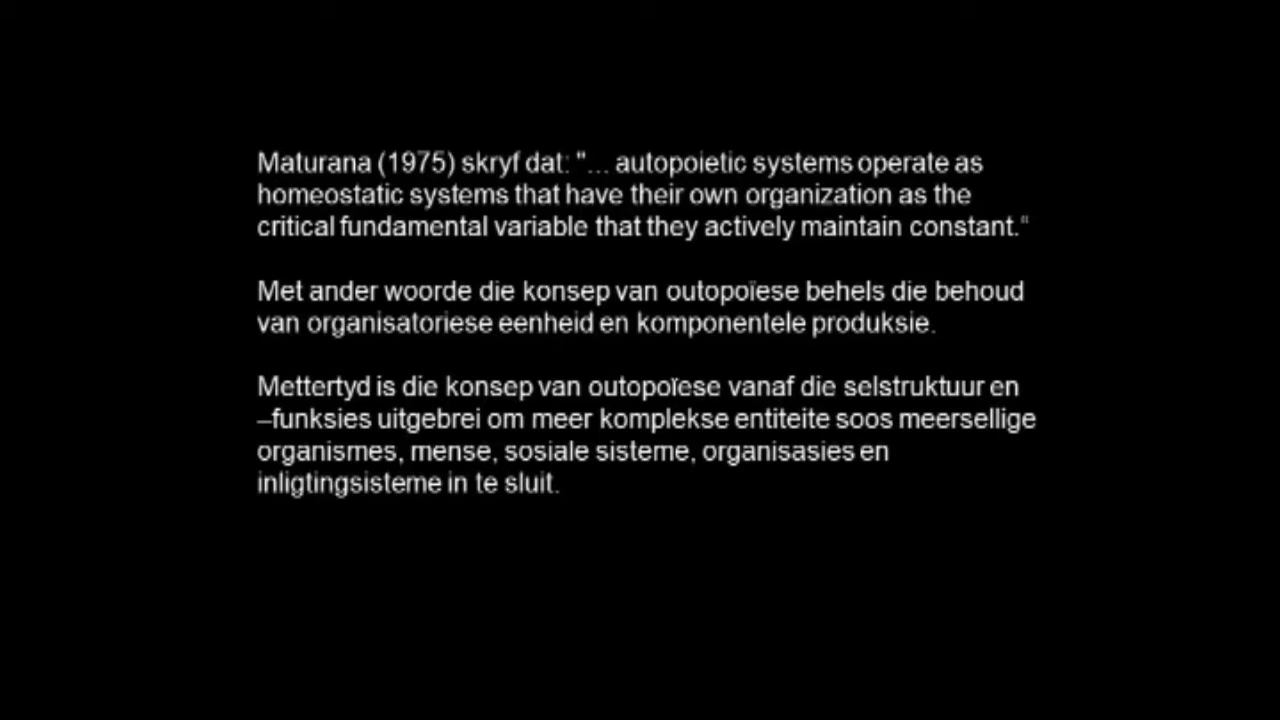 Maturana (1975) skryf dat: "... autopoietic systems operate as
homeostatic systems that have their own organization as the
critical fundamental variable that they actively maintain constant.“
Met ander woorde die konsep van outopoïese behels die behoud
van organisatoriese eenheid en komponentele produksie.
Mettertyd is die konsep van outopoïese vanaf die selstruktuur en
–funksies uitgebrei om meer komplekse entiteite soos meersellige
organismes, mense, sosiale sisteme, organisasies en
inligtingsisteme in te sluit.